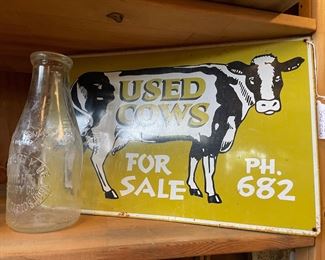 USED
COWS
FOR
SALE
PH.
682